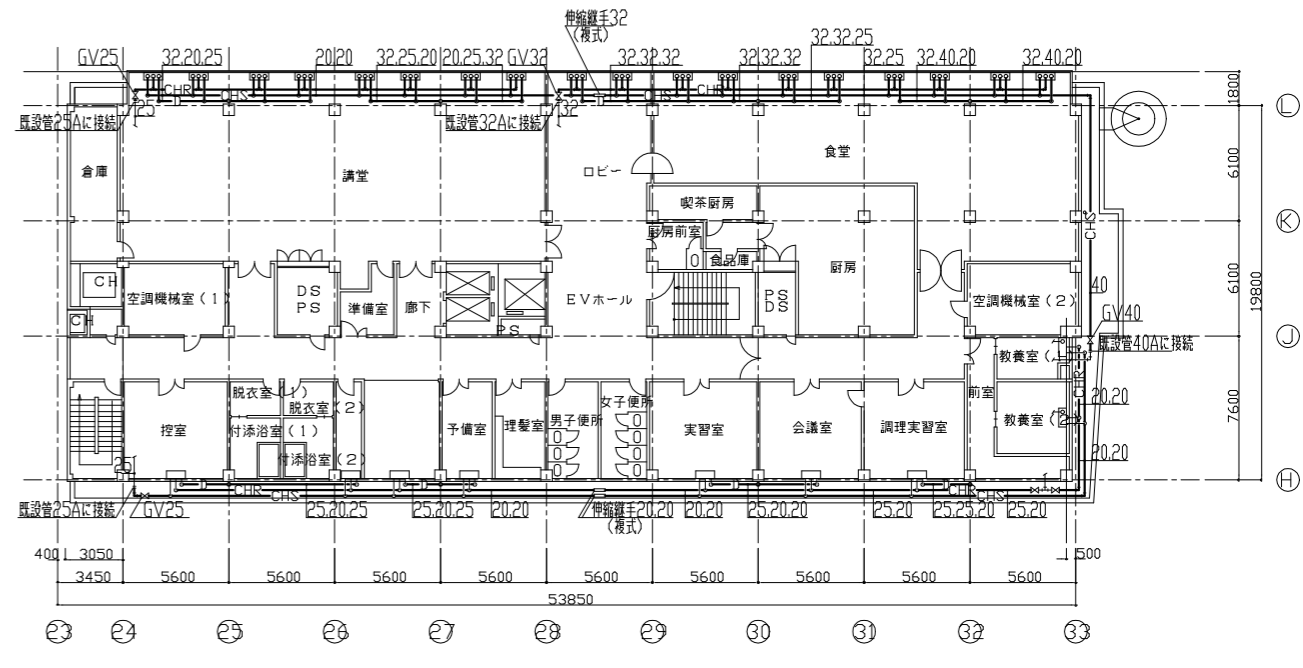 伸縮継手32
（複式）
32.32.25
GV25
32.20.25
20.20
32.25.20
20.25.32
GV32
32.32.32
32.32.32
32.25
32.40.20
32.40.20
CHR
CHS
CHS
25
32
既設管25Aに接続
既設管32Aに接続
1800
L
倉庫
講堂
ロビー
食堂
6100
喫茶厨房
CHS
K
厨房前室
食品庫
厨房
CH
空調機械室（1）
DS
PS
準備室
廊下
EVホール
PS
DS
空調機械室（2）
40
6100
19800
CH
PS
GV40
J
既設管40Aに接続
教養室（1）
CHR
脱衣室（1）
脱衣室（2）
前室
20.20
女子便所
男子便所
教養室（2）
7600
控室
付添浴室（1）
予備室
理髪室
実習室
会議室
調理実習室
付添浴室（2）
20.20
25
H
CHR
CHS
CHR
CHS
既設管25Aに接続
GV25
25.20.25
25.20.25
20.20
伸縮継手20.20
（複式）
20.20
25.20.20
25.20
25.25.20
25.20
400
3050
500
3450
5600
5600
5600
5600
5600
5600
5600
5600
5600
53850
23
24
25
26
27
28
29
30
31
32
33